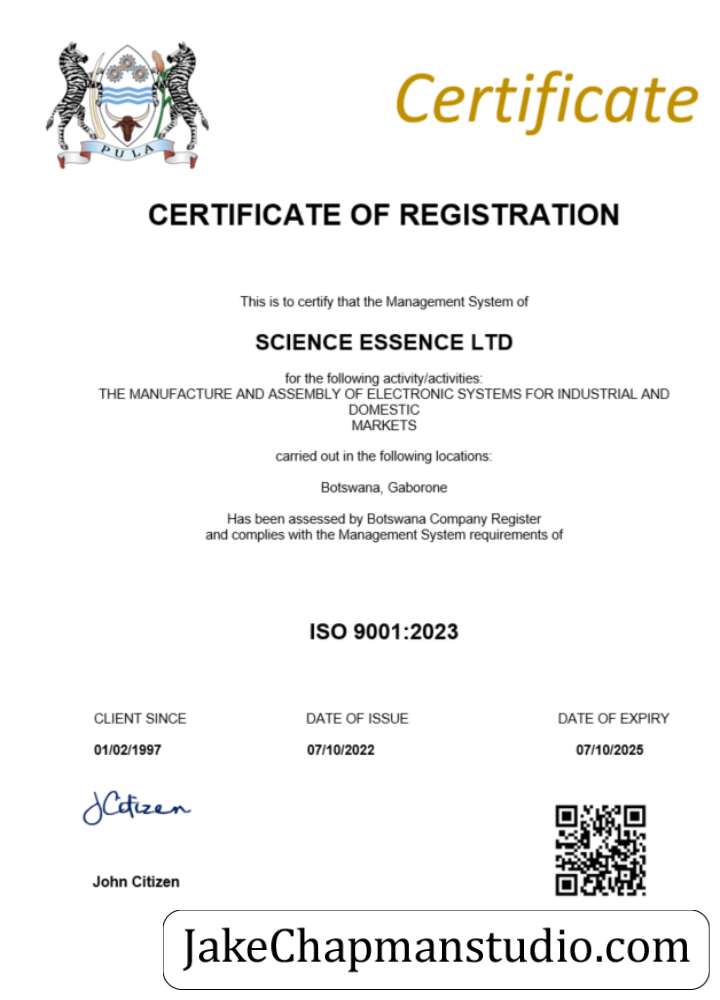 PULA
Certificate
CERTIFICATE OF REGISTRATION
This is to certify that the Management System of
SCIENCE ESSENCE LTD
for the following activity/activities:
THE MANUFACTURE AND ASSEMBLY OF ELECTRONIC SYSTEMS FOR INDUSTRIAL AND
DOMESTIC
MARKETS
carried out in the following locations:
Botswana, Gaborone
Has been assessed by Botswana Company Register
and complies with the Management System requirements of
ISO 9001:2023
CLIENT SINCE DATE OF ISSUE DATE OF EXPIRY
01/02/1997 07/10/2022 07/10/2025
JCitizen
John Citizen
JakeChapmanstudio.com